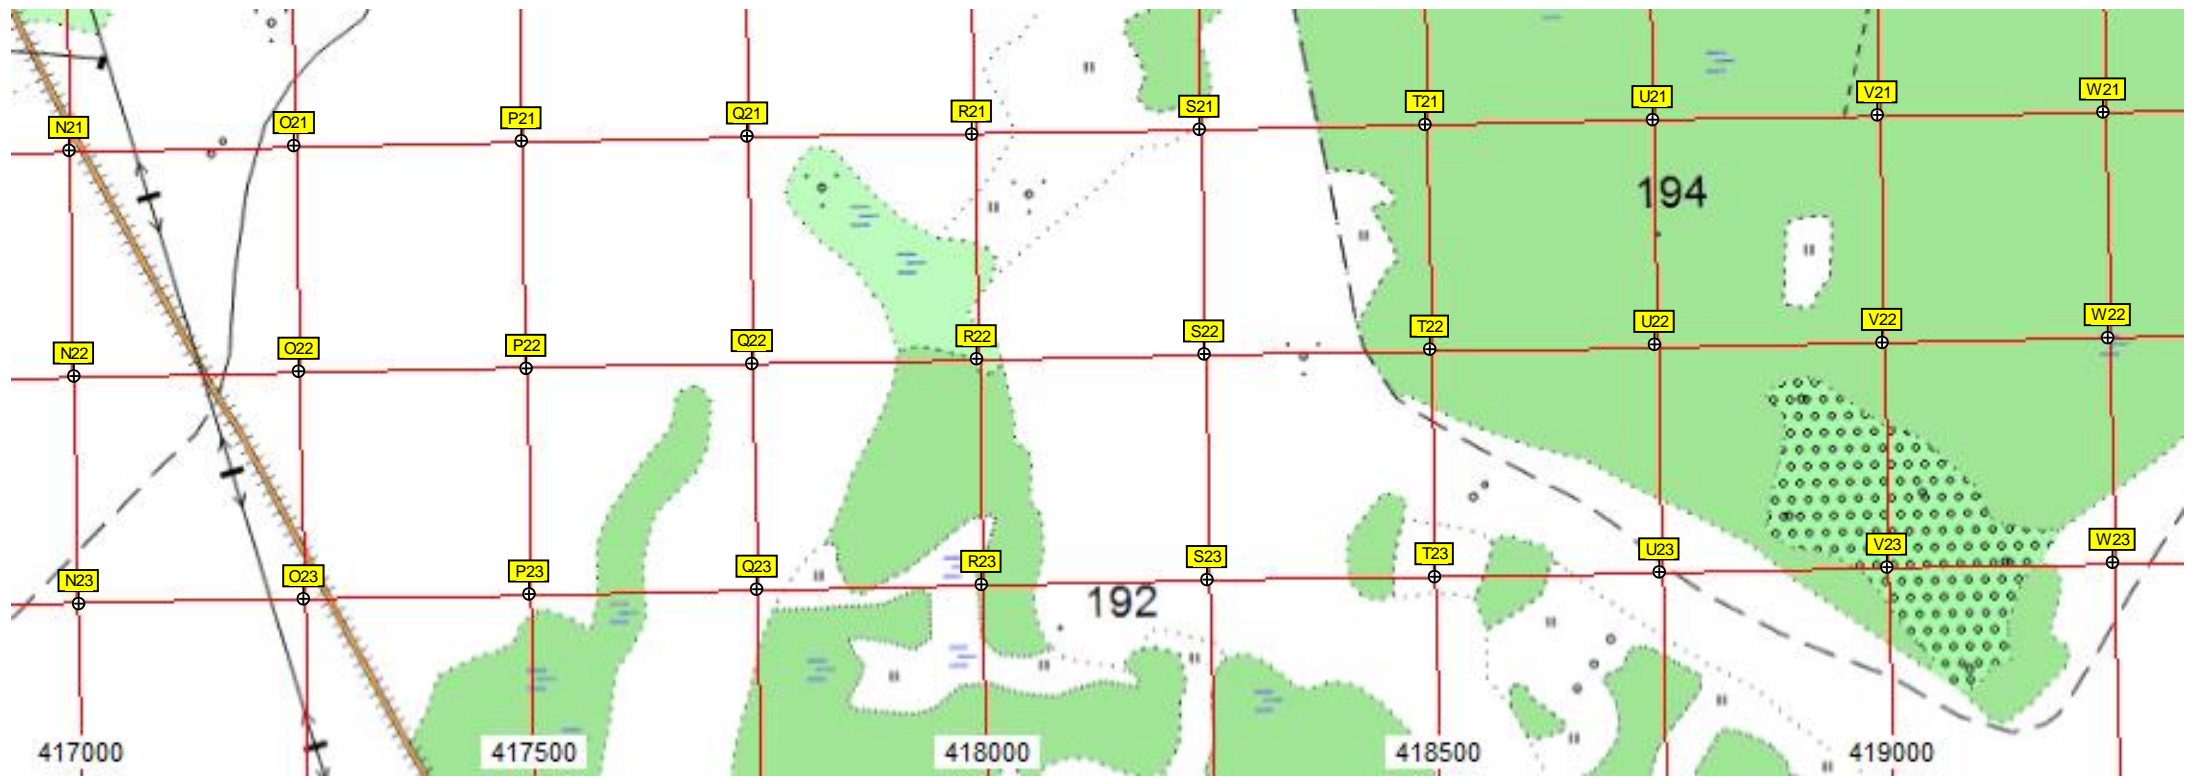 N21 O21 P21 Q21 R21 S21 T21 U21 V21 W21
194
N22 O22 P22 Q22 R22 S22 T22 U22 V22 W22
N23 O23 P23 Q23 R23 S23 T23 U23 V23 W23
192
417000 417500 418000 418500 419000